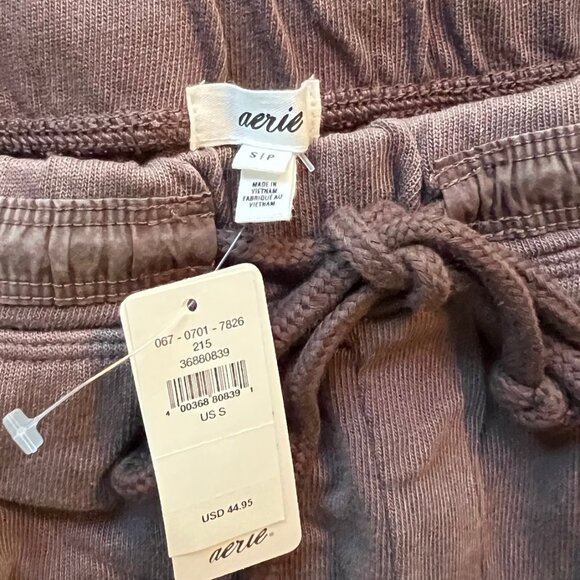 aerie
S/P
MADE IN
VIETNAM
FABRIQUE AU
VIETNAM
067 - 0701 - 7826
215
36880839
4 00368 80839 1
US S
USD 44.95
aerie®